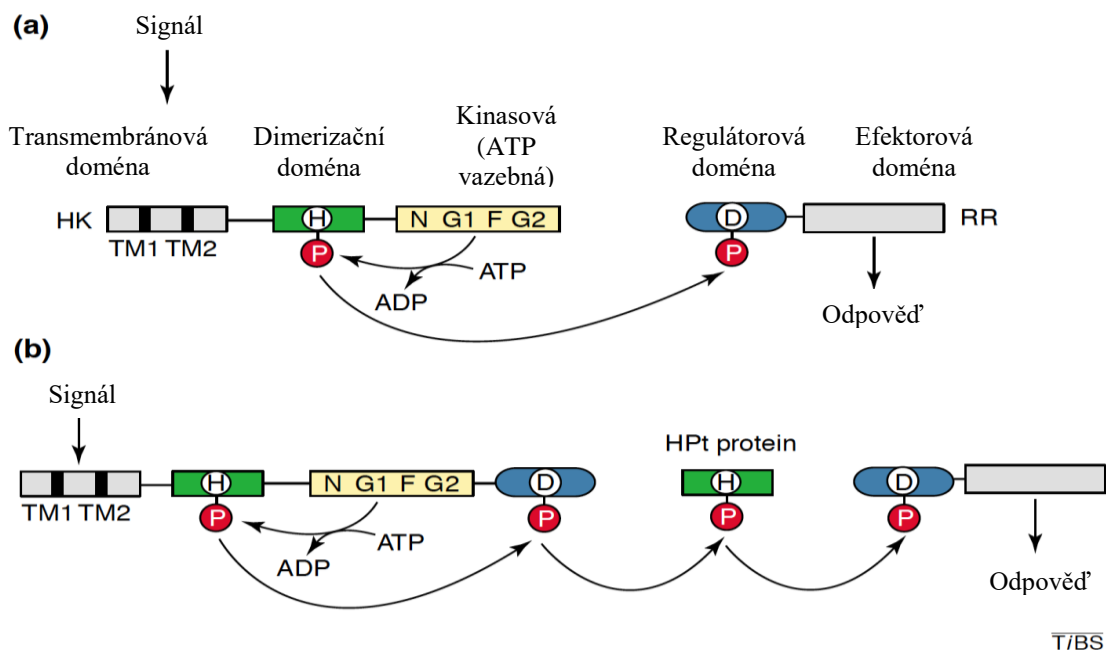 (a)
Signál
Transmembránová
doména
Dimerizační
doména
Kinasová
(ATP
vazebná)
Regulátorová
doména
Efektorová
doména
HK
H
N G1 F G2
D
RR
TM1 TM2
P
P
ATP
ADP
Odpověď
(b)
Signál
HPt protein
H
N G1 F G2
D
H
D
TM1 TM2
P
P
P
P
ATP
ADP
Odpověď
TiBS